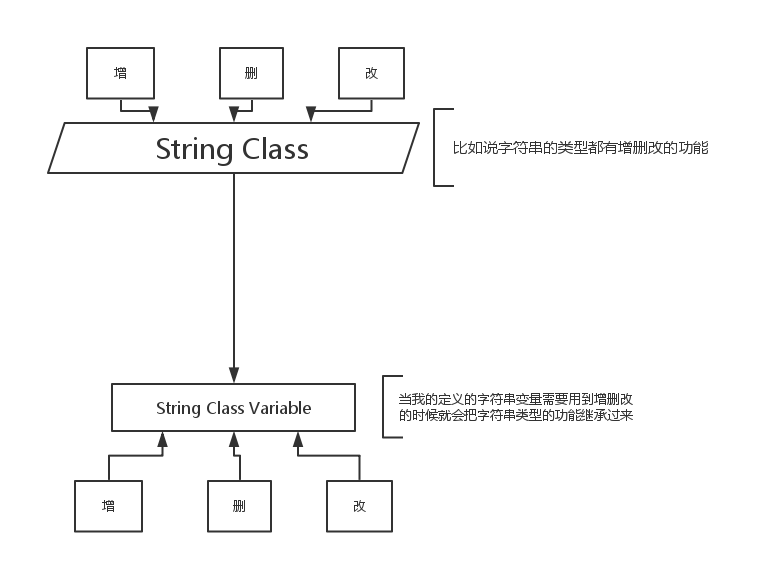 增
删
改
String Class
比如说字符串的类型都有增删改的功能
String Class Variable
当我的定义的字符串变量需要用到增删改
的时候就会把字符串类型的功能继承过来
增
删
改